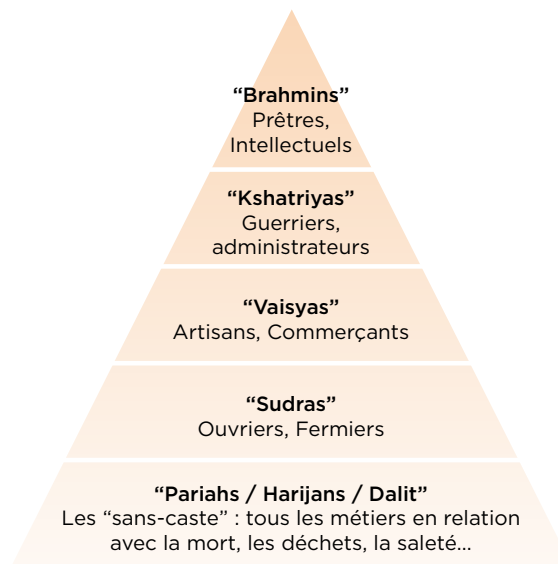 “Brahmins”
Prêtres,
Intellectuels
“Kshatriyas”
Guerriers,
administrateurs
“Vaisyas”
Artisans, Commerçants
“Sudras”
Ouvriers, Fermiers
“Pariahs / Harijans / Dalit”
Les “sans-caste” : tous les métiers en relation
avec la mort, les déchets, la saleté...